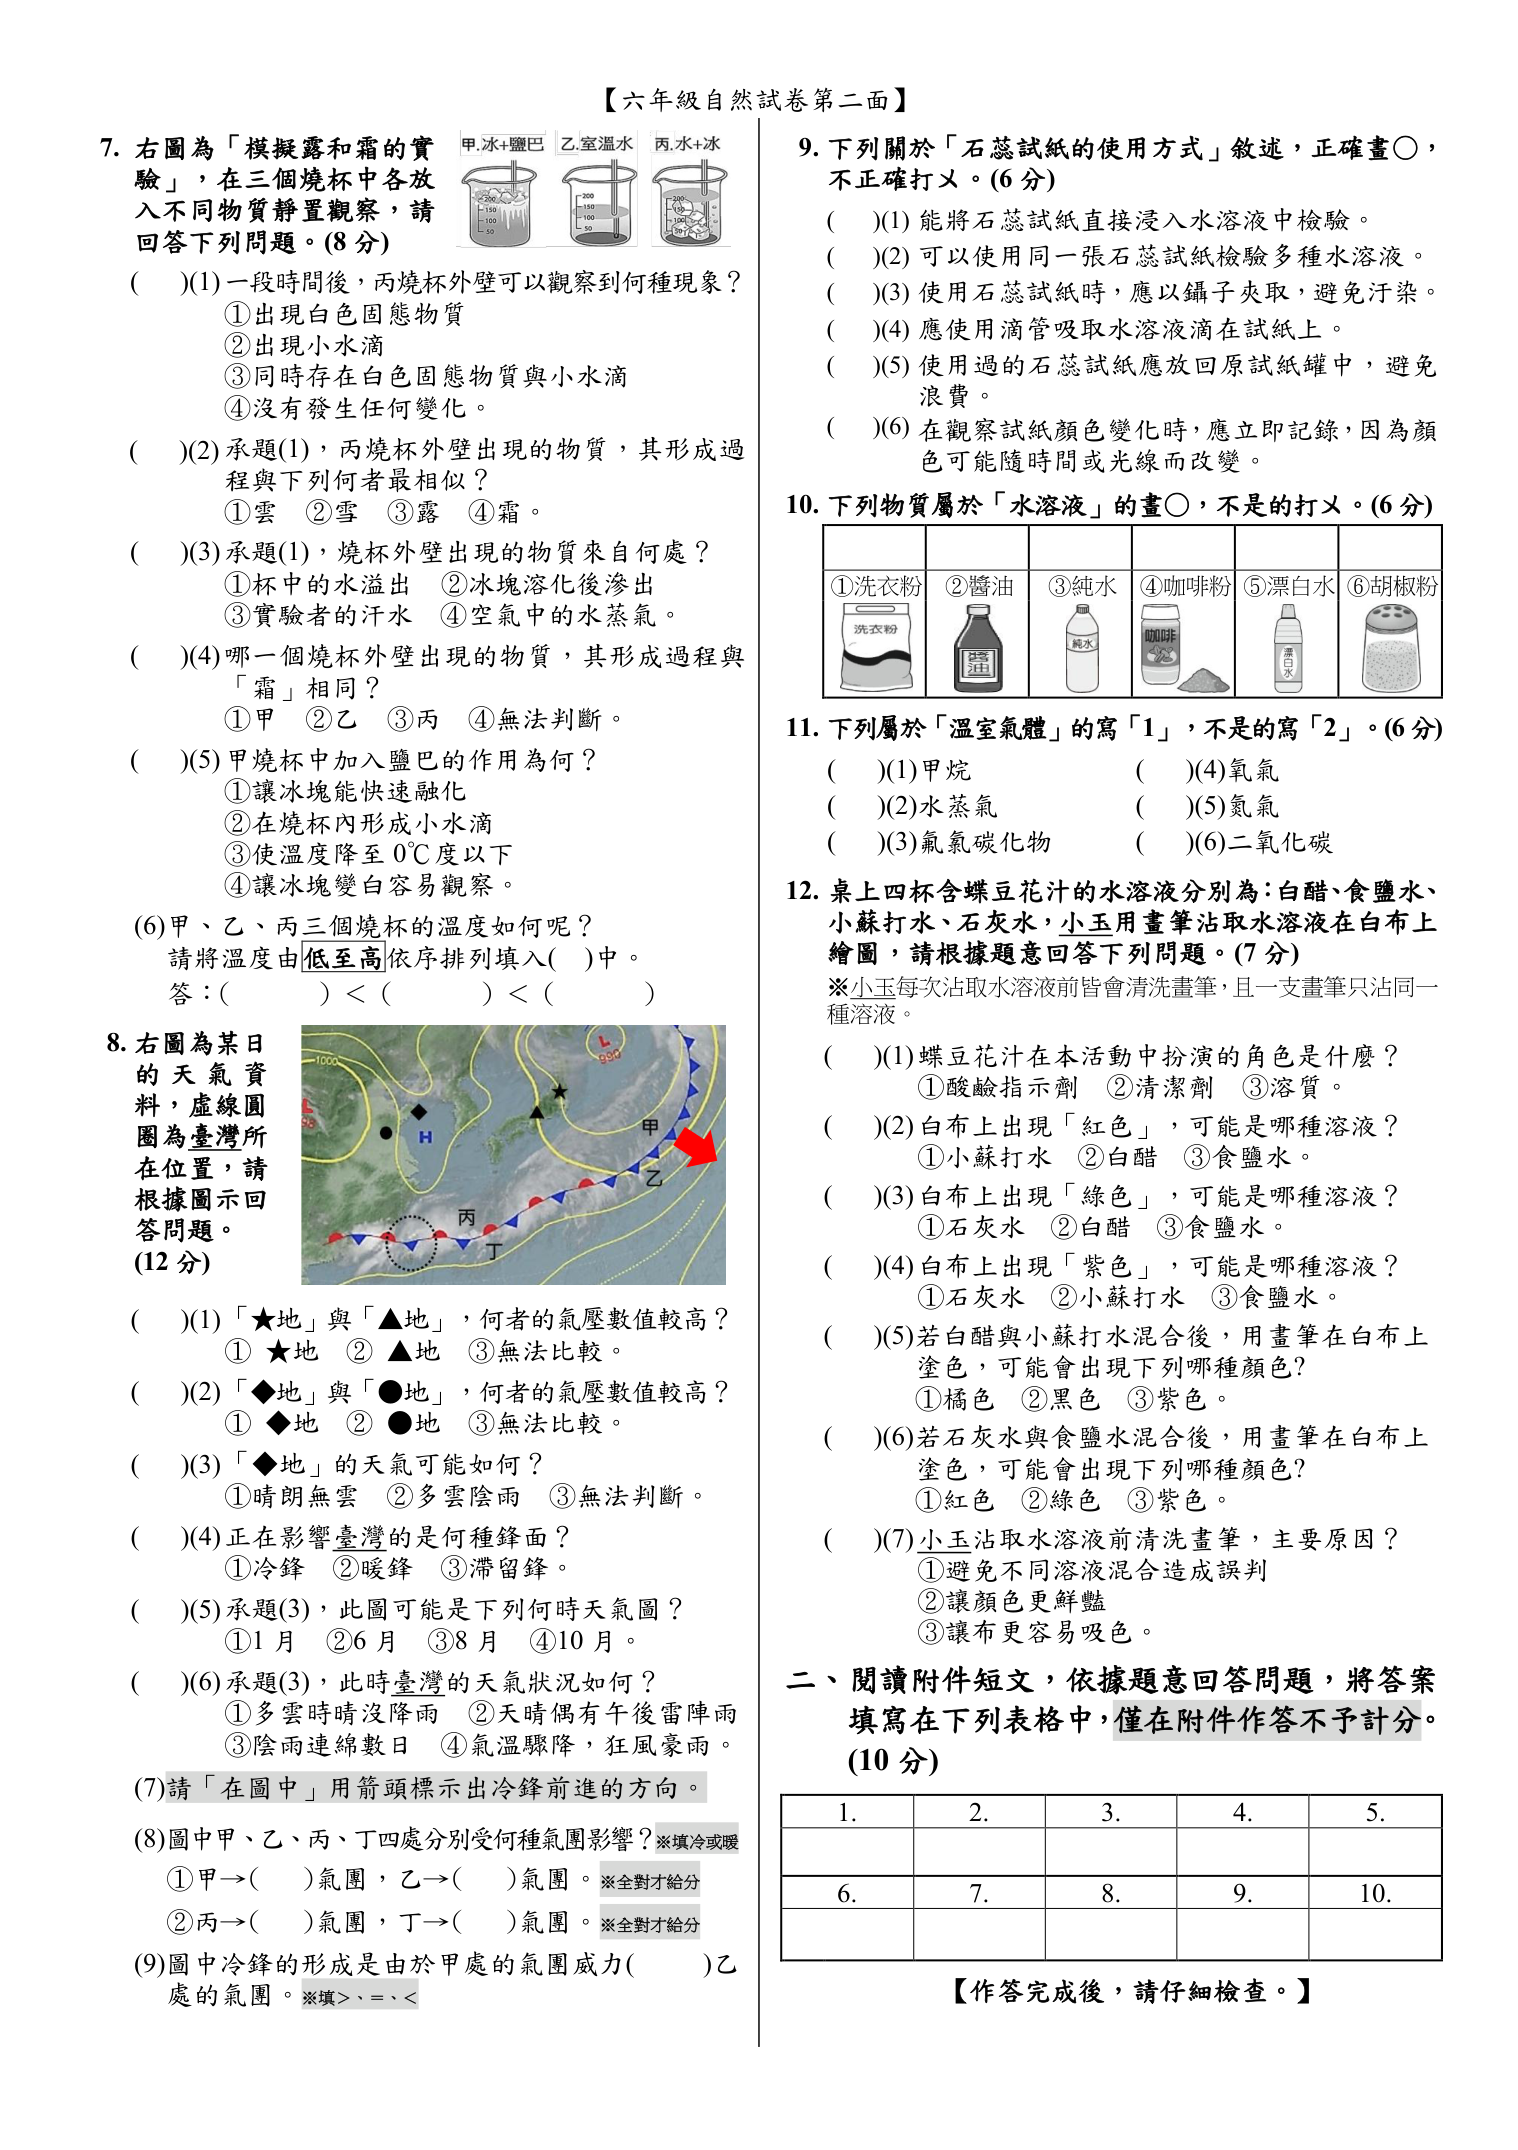 【六年級自然試卷第二面】
7. 右圖為「模擬露和霜的實
驗」，在三個燒杯中各放
入不同物質靜置觀察，請
回答下列問題。(8 分)
甲.冰+鹽巴 乙.室溫水 丙.水+冰
200
150
100
50
200
150
100
50
200
150
100
50
( )(1)一段時間後，丙燒杯外壁可以觀察到何種現象？
①出現白色固態物質
②出現小水滴
③同時存在白色固態物質與小水滴
④沒有發生任何變化。
( )(2)承題(1)，丙燒杯外壁出現的物質，其形成過
程與下列何者最相似？
①雲 ②雪 ③露 ④霜。
( )(3)承題(1)，燒杯外壁出現的物質來自何處？
①杯中的水溢出 ②冰塊溶化後滲出
③實驗者的汗水 ④空氣中的水蒸氣。
( )(4)哪一個燒杯外壁出現的物質，其形成過程與
「霜」相同？
①甲 ②乙 ③丙 ④無法判斷。
( )(5)甲燒杯中加入鹽巴的作用為何？
①讓冰塊能快速融化
②在燒杯內形成小水滴
③使溫度降至 0℃度以下
④讓冰塊變白容易觀察。
(6)甲、乙、丙三個燒杯的溫度如何呢？
請將溫度由低至高依序排列填入( )中。
答：( )＜( )＜( )
8. 右圖為某日
的天氣資
料，虛線圓
圈為臺灣所
在位置，請
根據圖示回
答問題。
(12 分)
1000
L
990
L
H
甲
乙
丙
丁
( )(1)「★地」與「▲地」，何者的氣壓數值較高？
① ★地 ② ▲地 ③無法比較。
( )(2)「◆地」與「●地」，何者的氣壓數值較高？
① ◆地 ② ●地 ③無法比較。
( )(3)「◆地」的天氣可能如何？
①晴朗無雲 ②多雲陰雨 ③無法判斷。
( )(4)正在影響臺灣的是何種鋒面？
①冷鋒 ②暖鋒 ③滯留鋒。
( )(5)承題(3)，此圖可能是下列何時天氣圖？
①1 月 ②6 月 ③8 月 ④10 月。
( )(6)承題(3)，此時臺灣的天氣狀況如何？
①多雲時晴沒降雨 ②天晴偶有午後雷陣雨
③陰雨連綿數日 ④氣溫驟降，狂風豪雨。
(7)請「在圖中」用箭頭標示出冷鋒前進的方向。
(8)圖中甲、乙、丙、丁四處分別受何種氣團影響？※填冷或暖
①甲→( )氣團，乙→( )氣團。※全對才給分
②丙→( )氣團，丁→( )氣團。※全對才給分
(9)圖中冷鋒的形成是由於甲處的氣團威力( )乙
處的氣團。※填＞、＝、＜
9. 下列關於「石蕊試紙的使用方式」敘述，正確畫◯，
不正確打ㄨ。(6 分)
( )(1) 能將石蕊試紙直接浸入水溶液中檢驗。
( )(2) 可以使用同一張石蕊試紙檢驗多種水溶液。
( )(3) 使用石蕊試紙時，應以鑷子夾取，避免汙染。
( )(4) 應使用滴管吸取水溶液滴在試紙上。
( )(5) 使用過的石蕊試紙應放回原試紙罐中，避免
浪費。
( )(6) 在觀察試紙顏色變化時，應立即記錄，因為顏
色可能隨時間或光線而改變。
10. 下列物質屬於「水溶液」的畫◯，不是的打ㄨ。(6 分)
①洗衣粉 ②醬油 ③純水 ④咖啡粉 ⑤漂白水 ⑥胡椒粉
洗衣粉 醬油 純水 咖啡 漂白水
11. 下列屬於「溫室氣體」的寫「1」，不是的寫「2」。(6 分)
( )(1)甲烷 ( )(4)氧氣
( )(2)水蒸氣 ( )(5)氮氣
( )(3)氟氯碳化物 ( )(6)二氧化碳
12. 桌上四杯含蝶豆花汁的水溶液分別為：白醋、食鹽水、
小蘇打水、石灰水，小玉用畫筆沾取水溶液在白布上
繪圖，請根據題意回答下列問題。(7 分)
※小玉每次沾取水溶液前皆會清洗畫筆，且一支畫筆只沾同一
種溶液。
( )(1)蝶豆花汁在本活動中扮演的角色是什麼？
①酸鹼指示劑 ②清潔劑 ③溶質。
( )(2)白布上出現「紅色」，可能是哪種溶液？
①小蘇打水 ②白醋 ③食鹽水。
( )(3)白布上出現「綠色」，可能是哪種溶液？
①石灰水 ②白醋 ③食鹽水。
( )(4)白布上出現「紫色」，可能是哪種溶液？
①石灰水 ②小蘇打水 ③食鹽水。
( )(5)若白醋與小蘇打水混合後，用畫筆在白布上
塗色，可能會出現下列哪種顏色?
①橘色 ②黑色 ③紫色。
( )(6)若石灰水與食鹽水混合後，用畫筆在白布上
塗色，可能會出現下列哪種顏色?
①紅色 ②綠色 ③紫色。
( )(7)小玉沾取水溶液前清洗畫筆，主要原因？
①避免不同溶液混合造成誤判
②讓顏色更鮮豔
③讓布更容易吸色。
二、閱讀附件短文，依據題意回答問題，將答案
填寫在下列表格中，僅在附件作答不予計分。
(10 分)
1. 2. 3. 4. 5.
6. 7. 8. 9. 10.
【作答完成後，請仔細檢查。】